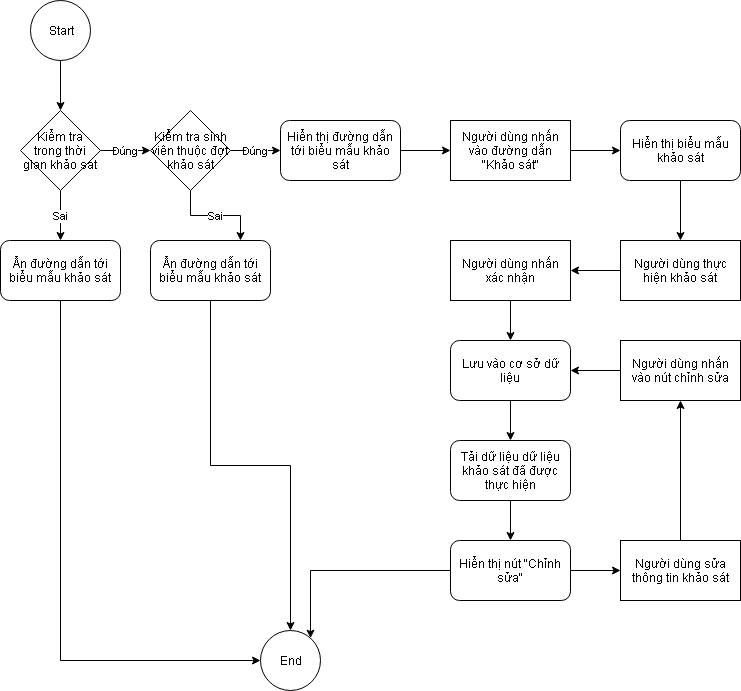 Start
Kiểm tra
trong thời
gian khảo sát
Đúng
Kiểm tra sinh
viên thuộc đợt
khảo sát
Đúng
Hiển thị đường dẫn
tới biểu mẫu khảo
sát
Người dùng nhấn
vào đường dẫn
"Khảo sát"
Hiển thị biểu mẫu
khảo sát
Sai
Sai
Ẩn đường dẫn tới
biểu mẫu khảo sát
Ẩn đường dẫn tới
biểu mẫu khảo sát
Người dùng nhấn
xác nhận
Người dùng thực
hiện khảo sát
Lưu vào cơ sở dữ
liệu
Người dùng nhấn
vào nút chỉnh sửa
Tải dữ liệu dữ liệu
khảo sát đã được
thực hiện
Hiển thị nút "Chỉnh
sửa"
Người dùng sửa
thông tin khảo sát
End